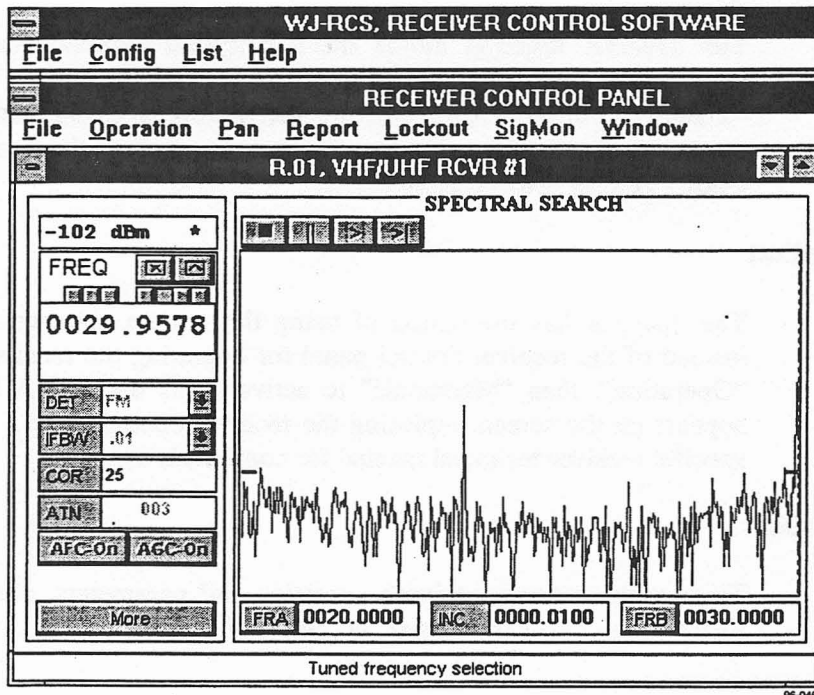 WJ-RCS, RECEIVER CONTROL SOFTWARE
File Config List Help
RECEIVER CONTROL PANEL
File Operation Pan Report Lockout SigMon Window
R.01, VHF/UHF RCVR #1
SPECTRAL SEARCH
-102 dBm *
FREQ
0029.9578
DET FM
IFBW .01
COR 25
ATN 003
AFC-On AGC-On
More
FRA 0020.0000 INC. 0000.0100 FRB 0030.0000
Tuned frequency selection